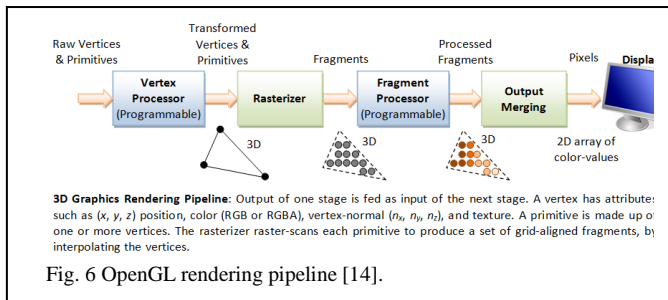 Raw Vertices
& Primitives
Transformed
Vertices &
Primitives
Fragments
Processed
Fragments
Pixels
Display
Vertex
Processor
(Programmable)
Rasterizer
Fragment
Processor
(Programmable)
Output
Merging
3D
3D
3D
2D array of
color-values
3D Graphics Rendering Pipeline: Output of one stage is fed as input of the next stage. A vertex has attributes
such as (x, y, z) position, color (RGB or RGBA), vertex-normal (nx, ny, nz), and texture. A primitive is made up of
one or more vertices. The rasterizer raster-scans each primitive to produce a set of grid-aligned fragments, by
interpolating the vertices.
Fig. 6 OpenGL rendering pipeline [14].